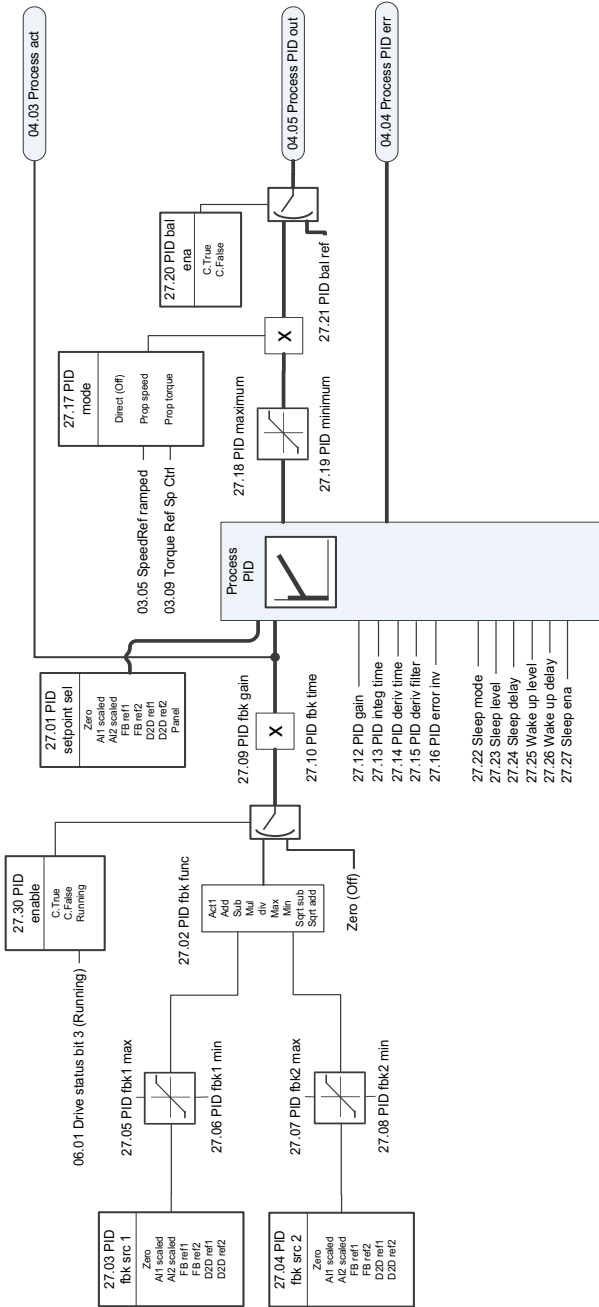 27.03 PID
fbk src 1
Zero
AI1 scaled
AI2 scaled
FB ref1
FB ref2
D2D ref1
D2D ref2
27.04 PID
fbk src 2
Zero
AI1 scaled
AI2 scaled
FB ref1
FB ref2
D2D ref1
D2D ref2
27.05 PID fbk1 max
27.06 PID fbk1 min
27.07 PID fbk2 max
27.08 PID fbk2 min
06.01 Drive status bit 3 (Running)
27.30 PID
enable
C.True
C.False
Running
27.02 PID fbk func
Act1
Add
Sub
Mul
div
Max
Min
Sqrt sub
Sqrt add
Zero (Off)
27.01 PID
setpoint sel
Zero
AI1 scaled
AI2 scaled
FB ref1
FB ref2
D2D ref1
D2D ref2
Panel
27.09 PID fbk gain
X
27.10 PID fbk time
27.12 PID gain
27.13 PID integ time
27.14 PID deriv time
27.15 PID deriv filter
27.16 PID error inv
27.22 Sleep mode
27.23 Sleep level
27.24 Sleep delay
27.25 Wake up level
27.26 Wake up delay
27.27 Sleep ena
Process
PID
03.05 SpeedRef ramped
03.09 Torque Ref Sp Ctrl
27.17 PID
mode
Direct (Off)
Prop speed
Prop torque
27.18 PID maximum
27.19 PID minimum
X
27.20 PID bal
ena
C.True
C.False
27.21 PID bal ref
04.03 Process act
04.05 Process PID out
04.04 Process PID err